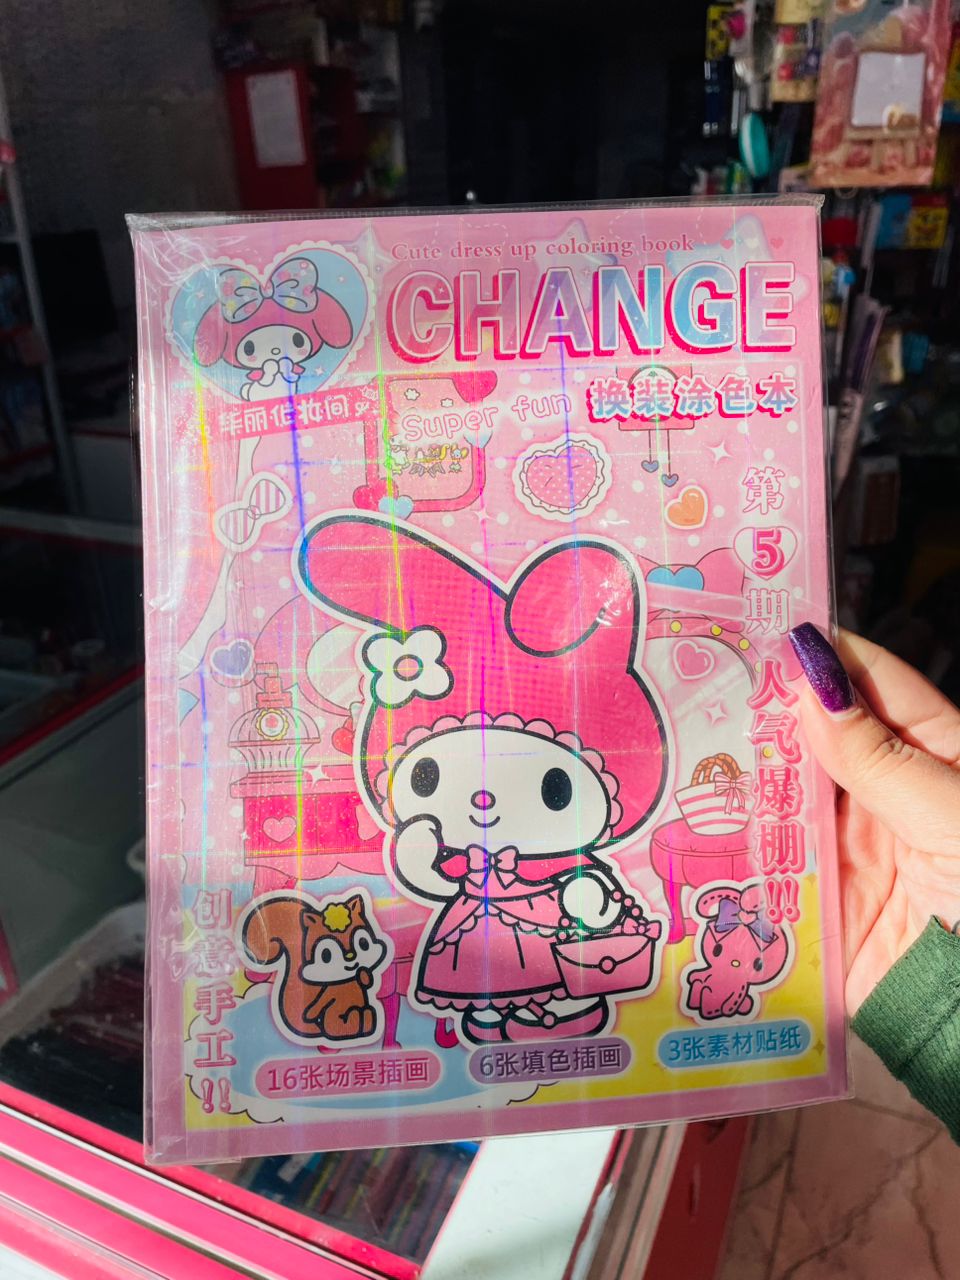 Cute dress up coloring book
CHANGE
Super fun
换装涂色本
第
5
期
人气爆棚!!
创意手工!!
16张场景插画
6张填色插画
3张素材贴纸